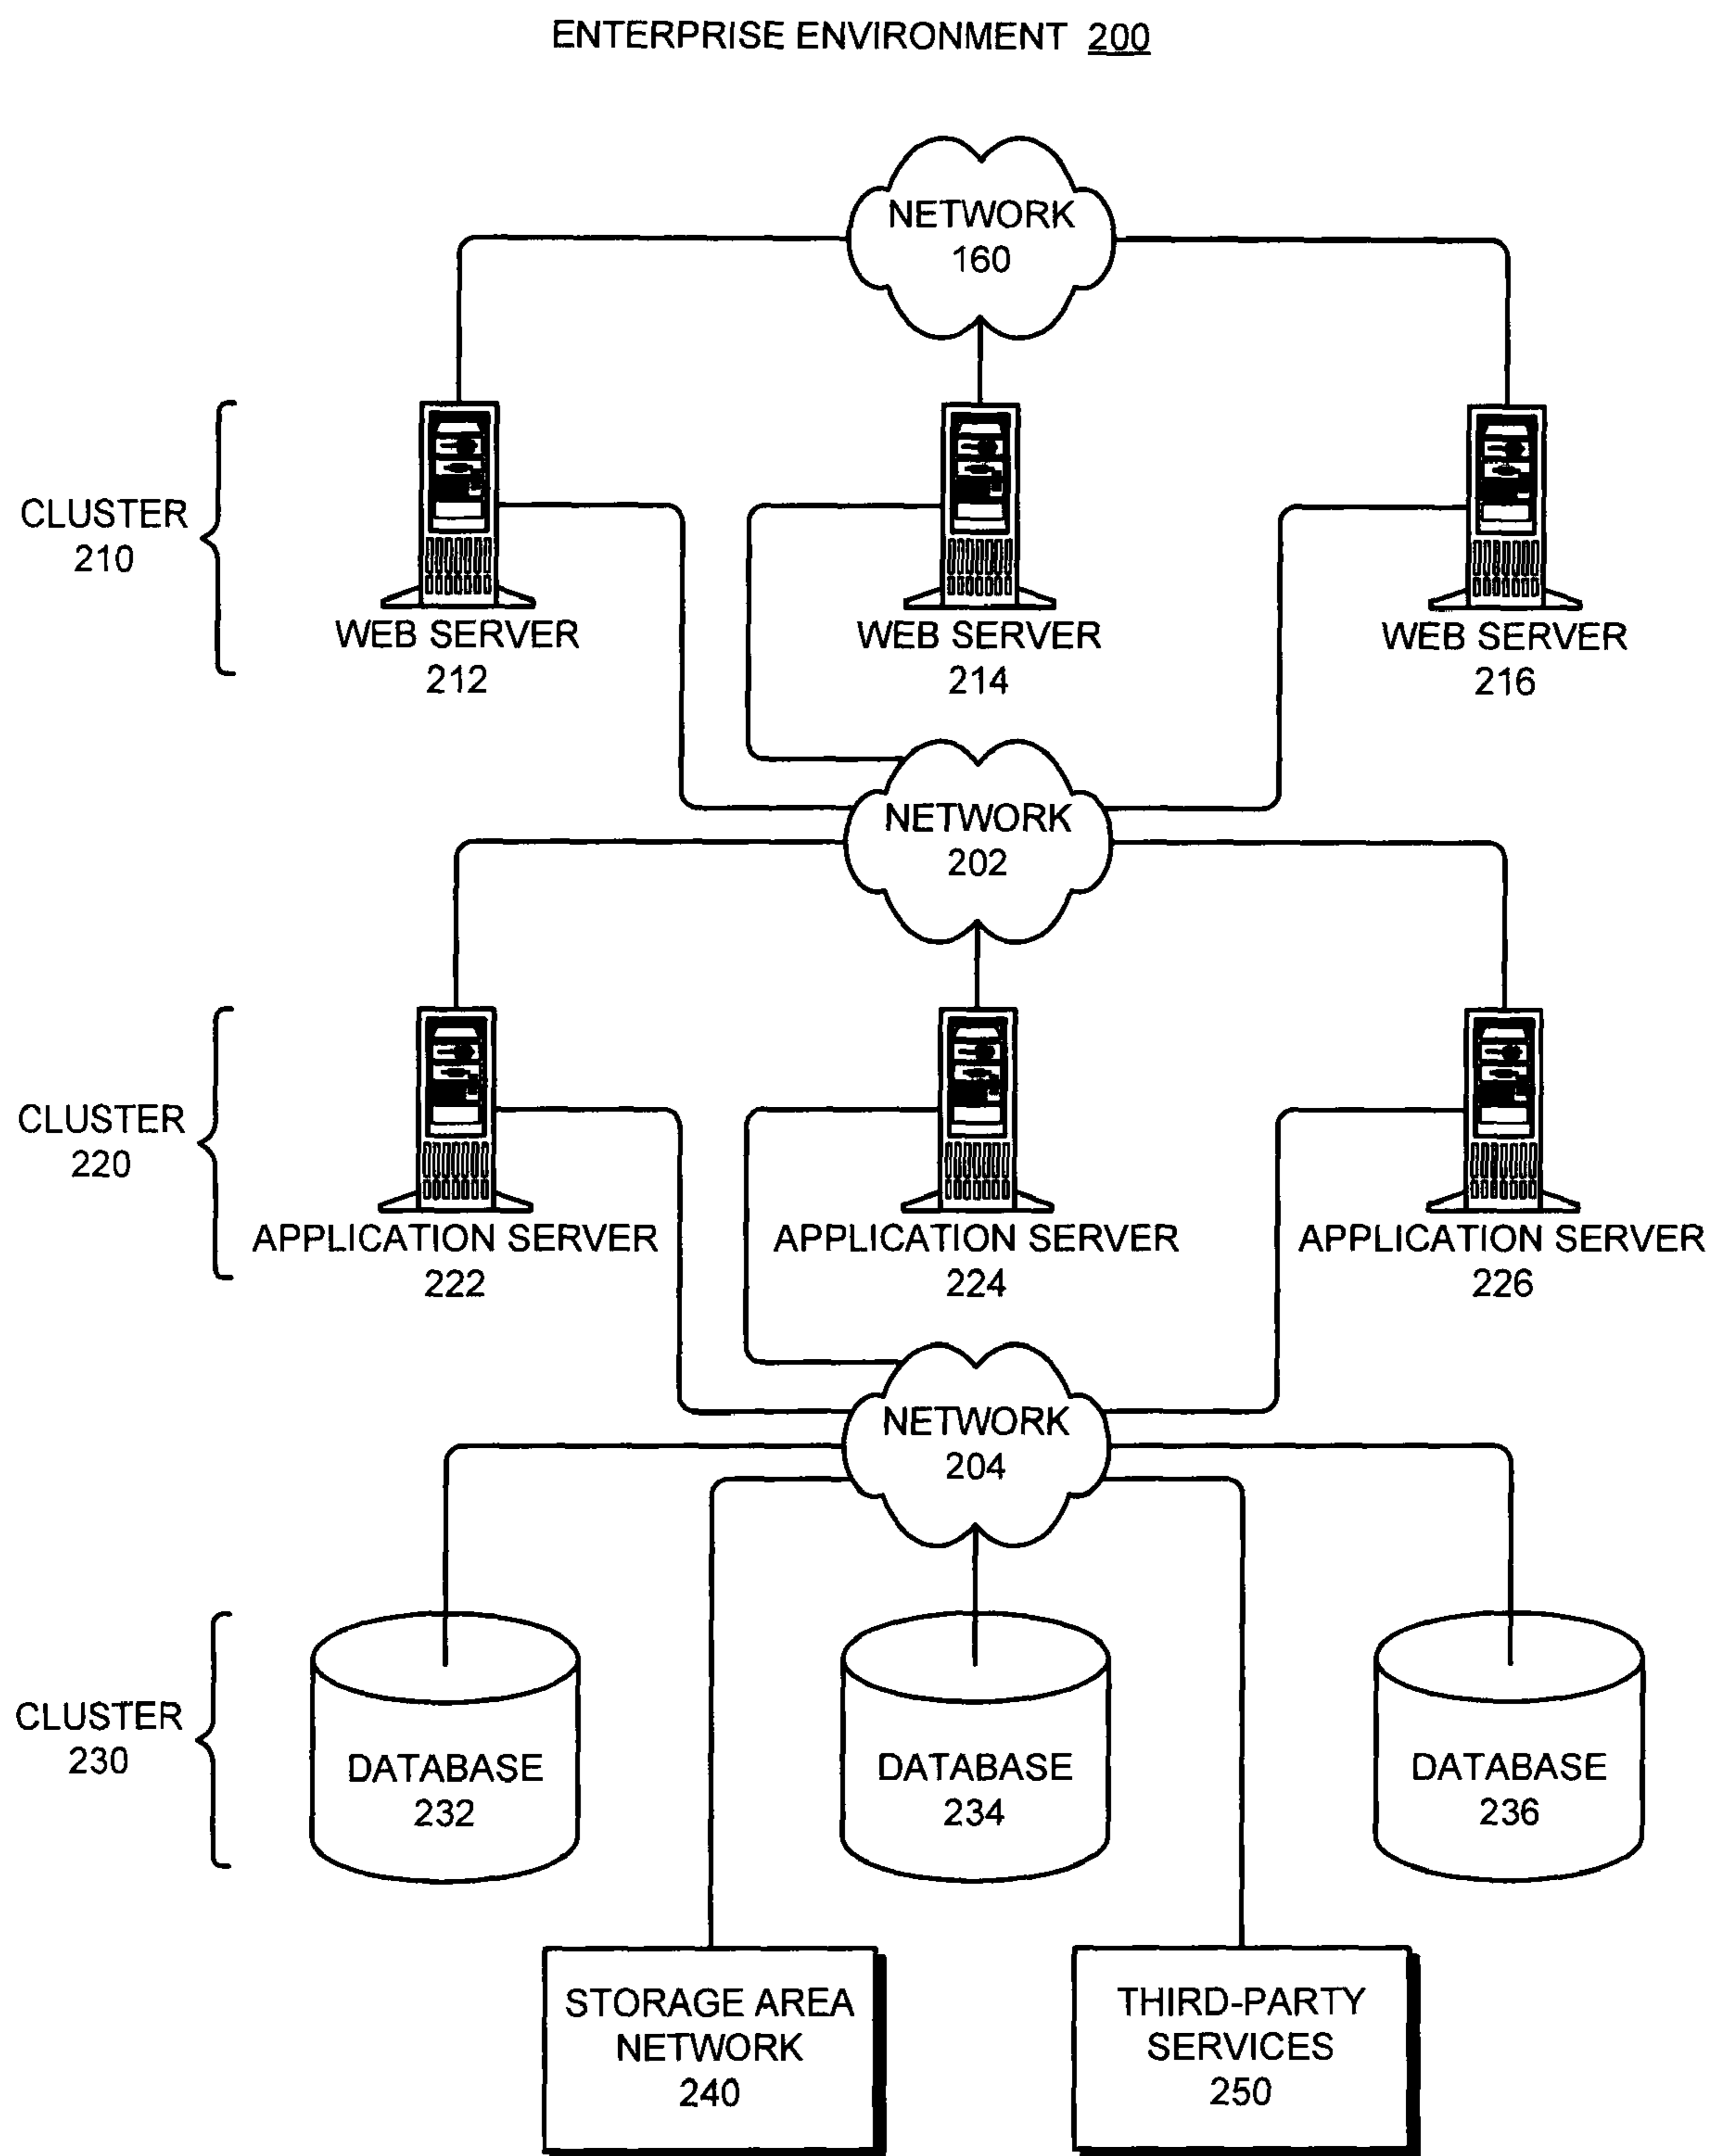 ENTERPRISE ENVIRONMENT 200
NETWORK
160
CLUSTER
210
WEB SERVER
212
WEB SERVER
214
WEB SERVER
216
NETWORK
202
CLUSTER
220
APPLICATION SERVER
222
APPLICATION SERVER
224
APPLICATION SERVER
226
NETWORK
204
CLUSTER
230
DATABASE
232
DATABASE
234
DATABASE
236
STORAGE AREA
NETWORK
240
THIRD-PARTY
SERVICES
250